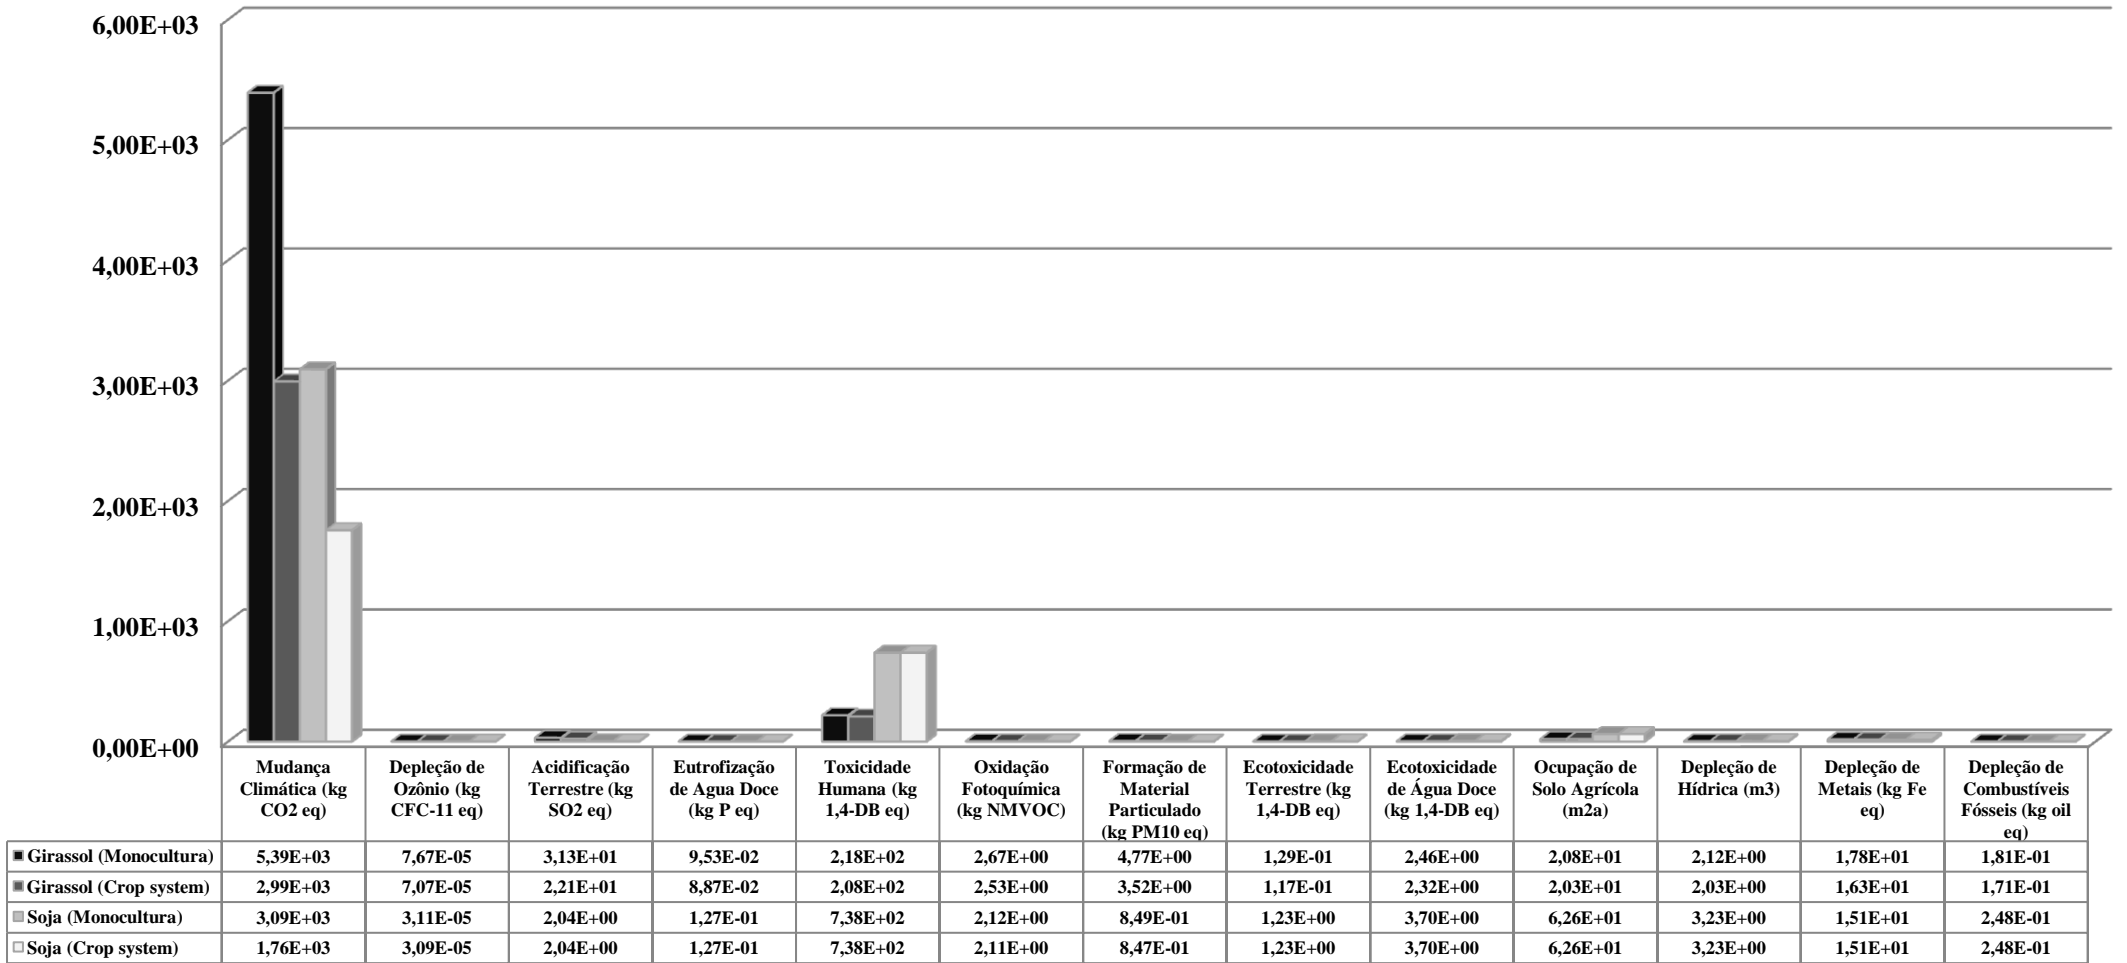 6,00E+03
5,00E+03
4,00E+03
3,00E+03
2,00E+03
1,00E+03
0,00E+00
Mudança
Climática (kg
CO2 eq)
Depleção de
Ozônio (kg
CFC-11 eq)
Acidificação
Terrestre (kg
SO2 eq)
Eutrofização
de Agua Doce
(kg P eq)
Toxicidade
Humana (kg
1,4-DB eq)
Oxidação
Fotoquímica
(kg NMVOC)
Formação de
Material
Particulado
(kg PM10 eq)
Ecotoxicidade
Terrestre (kg
1,4-DB eq)
Ecotoxicidade
de Água Doce
(kg 1,4-DB eq)
Ocupação de
Solo Agrícola
(m2a)
Depleção de
Hídrica (m3)
Depleção de
Metais (kg Fe
eq)
Depleção de
Combustíveis
Fósseis (kg oil
eq)
Girassol (Monocultura) 5,39E+03 7,67E-05 3,13E+01 9,53E-02 2,18E+02 2,67E+00 4,77E+00 1,29E-01 2,46E+00 2,08E+01 2,12E+00 1,78E+01 1,81E-01
Girassol (Crop system) 2,99E+03 7,07E-05 2,21E+01 8,87E-02 2,08E+02 2,53E+00 3,52E+00 1,17E-01 2,32E+00 2,03E+01 2,03E+00 1,63E+01 1,71E-01
Soja (Monocultura) 3,09E+03 3,11E-05 2,04E+00 1,27E-01 7,38E+02 2,12E+00 8,49E-01 1,23E+00 3,70E+00 6,26E+01 3,23E+00 1,51E+01 2,48E-01
Soja (Crop system) 1,76E+03 3,09E-05 2,04E+00 1,27E-01 7,38E+02 2,11E+00 8,47E-01 1,23E+00 3,70E+00 6,26E+01 3,23E+00 1,51E+01 2,48E-01